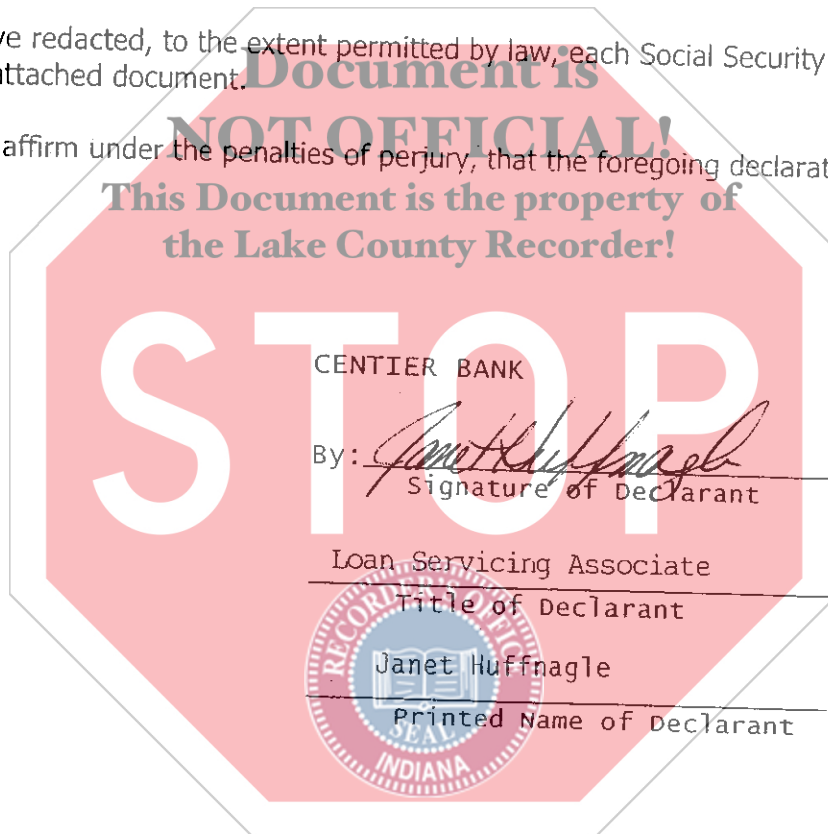 ve redacted, to the extent permitted by law, each Social Security
attached document.
Document is
NOT OFFICIAL!
affirm under the penalties of perjury, that the foregoing declarat
This Document is the property of
the Lake County Recorder!
STOP
CENTIER BANK
By: Janet Huffnagle
Signature of Declarant
Loan Servicing Associate
Title of Declarant
Janet Huffnagle
Printed Name of Declarant
RECORDER'S OFFICE
SEAL
INDIANA